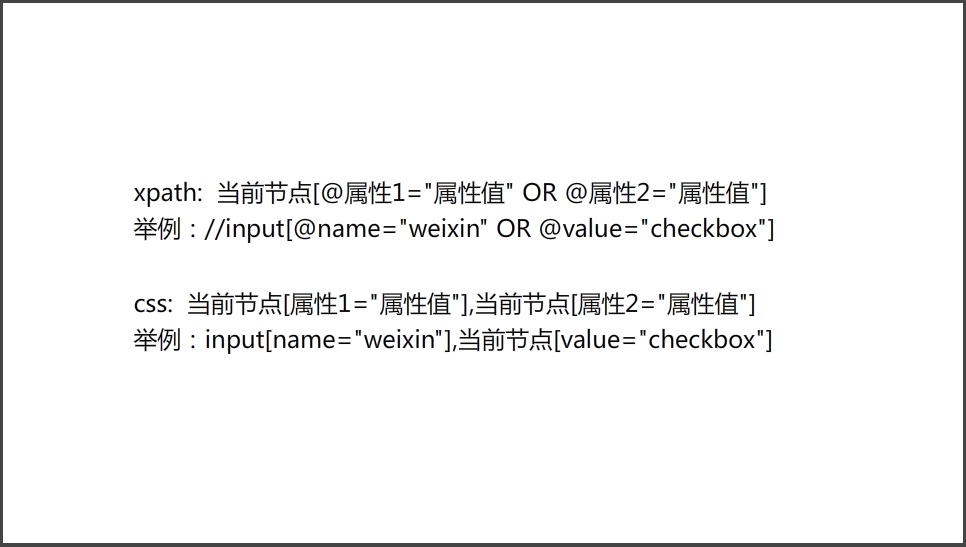 xpath:  当前节点[@属性1="属性值" OR @属性2="属性值"]
举例：//input[@name="weixin" OR @value="checkbox"]
css:  当前节点[属性1="属性值"],当前节点[属性2="属性值"]
举例：input[name="weixin"],当前节点[value="checkbox"]